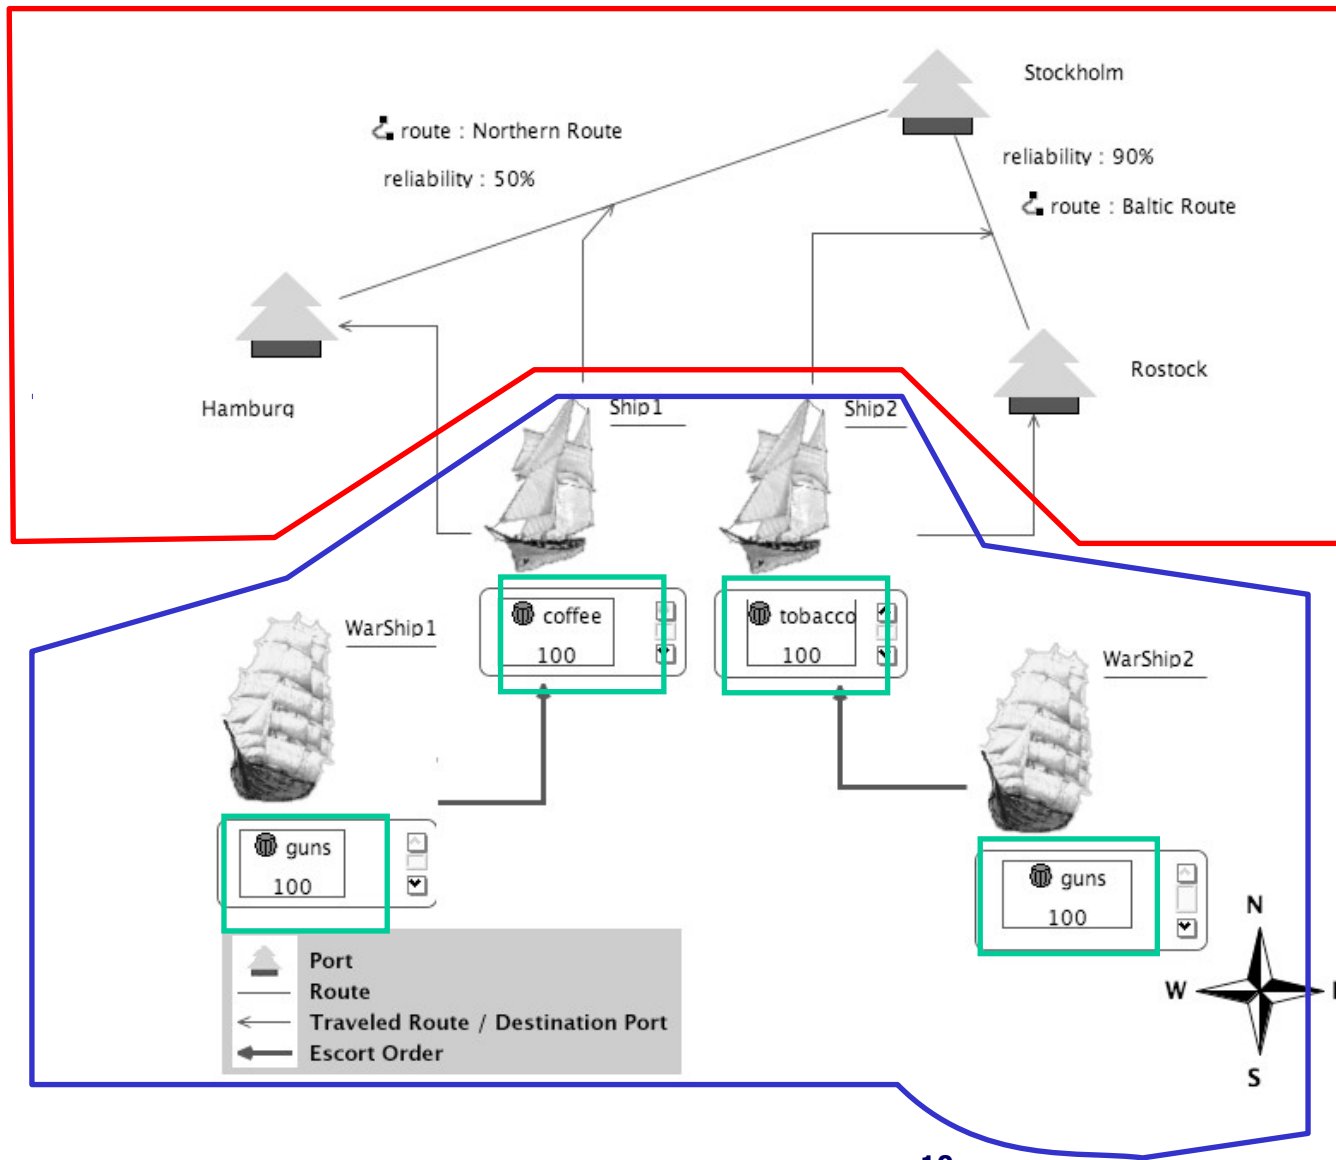 Stockholm
route : Northern Route
reliability : 50%
reliability : 90%
route : Baltic Route
Rostock
Hamburg
Ship1
Ship2
coffee
100
tobacco
100
WarShip1
WarShip2
guns
100
guns
100
Port
Route
Traveled Route / Destination Port
Escort Order
N
W
S